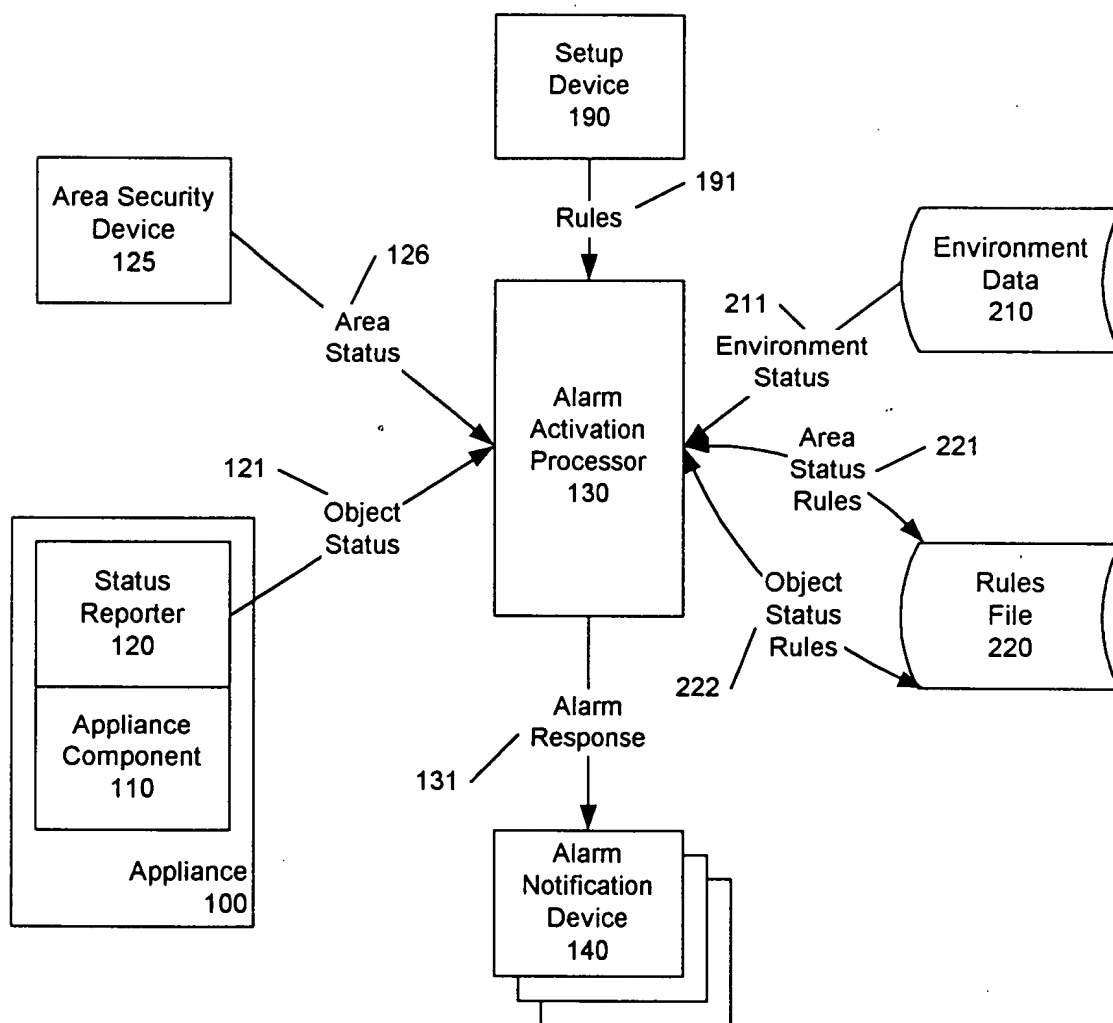 Setup
Device
190
191
Rules
Area Security
Device
125
126
Area
Status
Environment
Data
210
211
Environment
Status
Alarm
Activation
Processor
130
Area
Status
Rules
221
121
Object
Status
Status
Reporter
120
Object
Status
Rules
222
Rules
File
220
Appliance
Component
110
Appliance
100
Alarm
Response
131
Alarm
Notification
Device
140